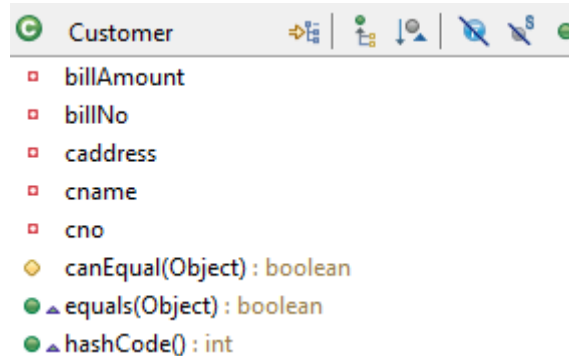 Customer
billAmount
billNo
caddress
cname
cno
canEqual(Object) : boolean
equals(Object) : boolean
hashCode() : int